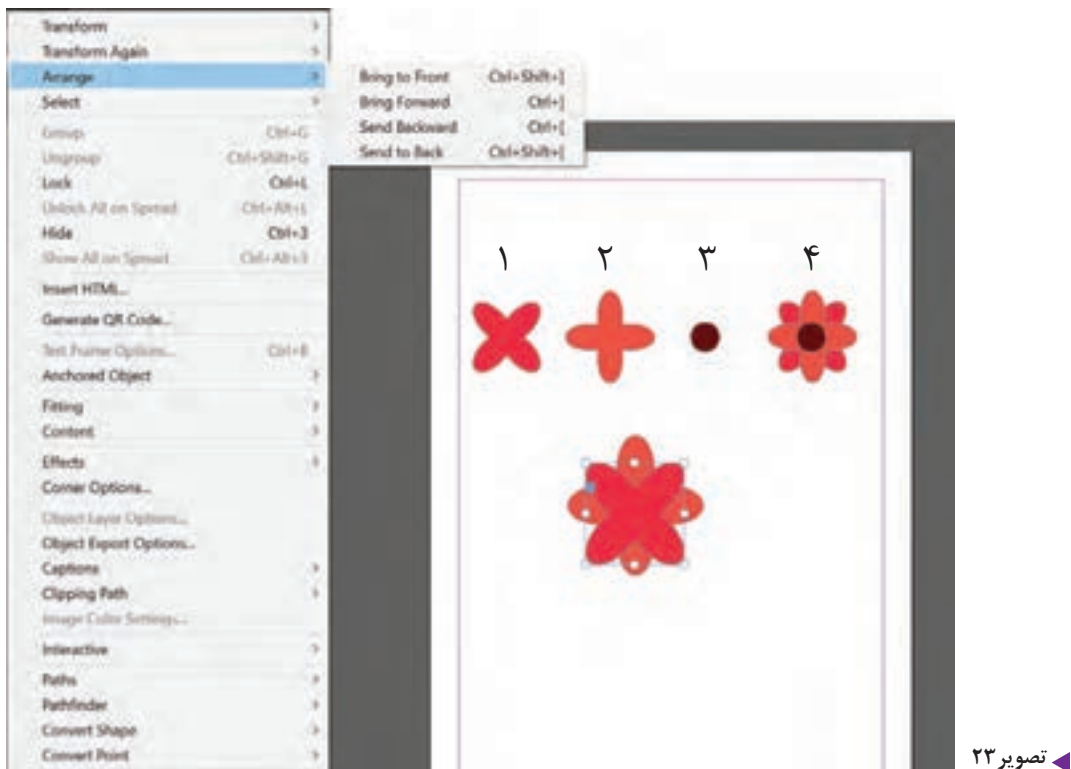 Transform
Transform Again
Arrange
Select
Group Ctrl+G
Ungroup Ctrl+Shift+G
Lock Ctrl+L
Unlock All on Spread Ctrl+Alt+L
Hide Ctrl+3
Show All on Spread Ctrl+Alt+3
Insert HTML...
Generate QR Code...
Text Frame Options... Ctrl+B
Anchored Object
Fitting
Content
Effects
Corner Options...
Object Layer Options...
Object Export Options...
Captions
Clipping Path
Image Color Settings...
Interactive
Paths
Pathfinder
Convert Shape
Convert Point
Bring to Front Ctrl+Shift+]
Bring Forward Ctrl+]
Send Backward Ctrl+[
Send to Back Ctrl+Shift+[
۱ ۲ ۳ ۴
تصویر ۲۳